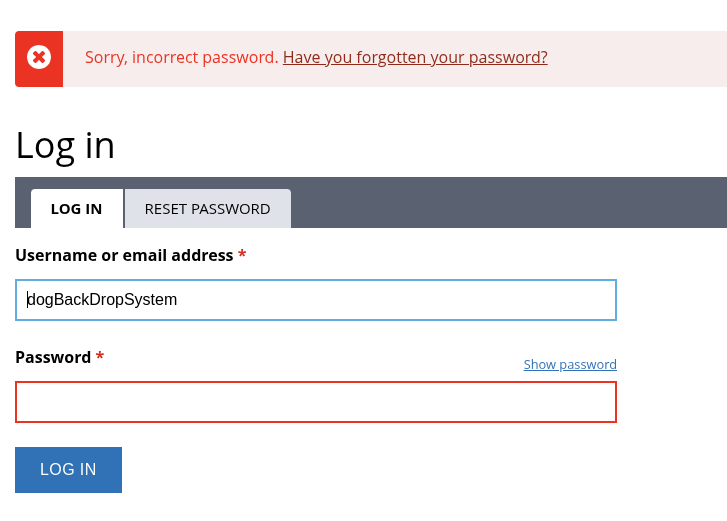 Sorry, incorrect password. Have you forgotten your password?
Log in
LOG IN
RESET PASSWORD
Username or email address *
dogBackDropSystem
Password *
Show password
LOG IN